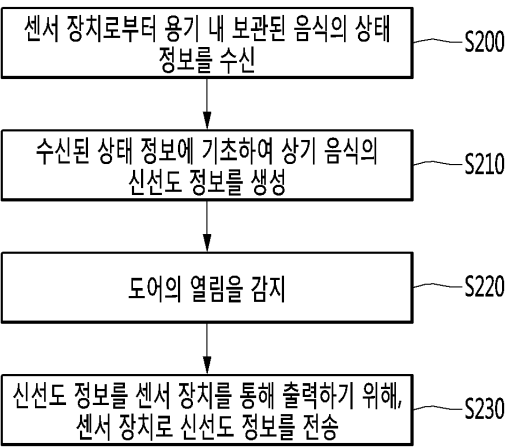 센서 장치로부터 용기 내 보관된 음식의 상태
정보를 수신
S200
수신된 상태 정보에 기초하여 상기 음식의
신선도 정보를 생성
S210
도어의 열림을 감지
S220
신선도 정보를 센서 장치를 통해 출력하기 위해,
센서 장치로 신선도 정보를 전송
S230